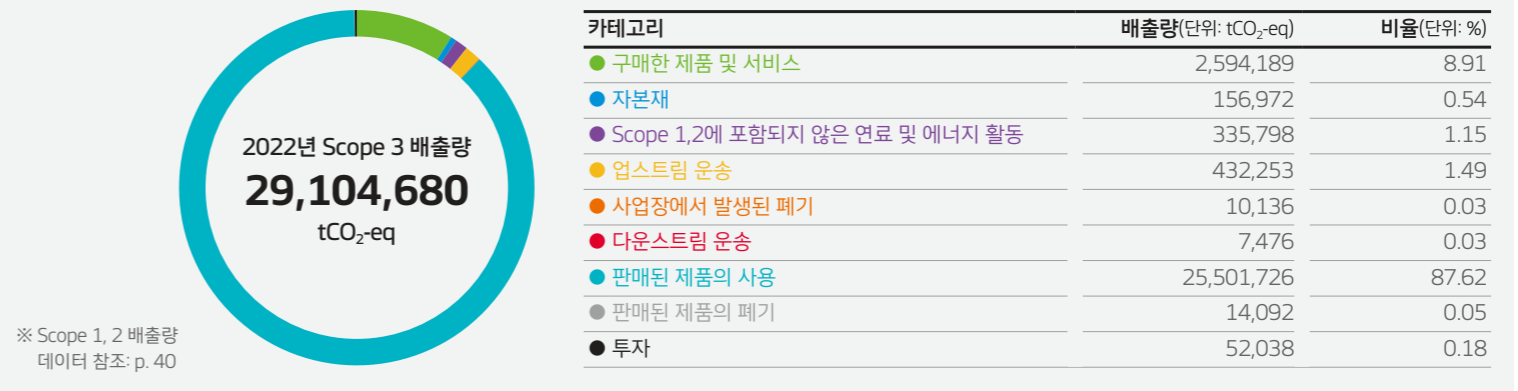 2022년 Scope 3 배출량
29,104,680
tCO₂-eq
※ Scope 1, 2 배출량
데이터 참조: p. 40
카테고리 배출량(단위: tCO₂-eq) 비율(단위: %)
구매한 제품 및 서비스 2,594,189 8.91
자본재 156,972 0.54
Scope 1,2에 포함되지 않은 연료 및 에너지 활동 335,798 1.15
업스트림 운송 432,253 1.49
사업장에서 발생된 폐기 10,136 0.03
다운스트림 운송 7,476 0.03
판매된 제품의 사용 25,501,726 87.62
판매된 제품의 폐기 14,092 0.05
투자 52,038 0.18